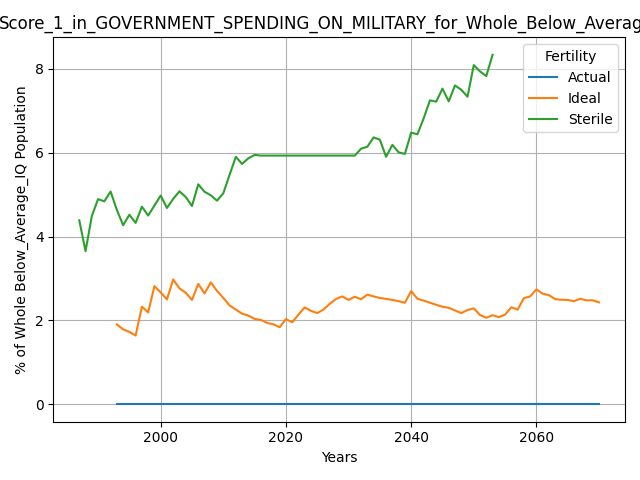 Score_1_in_GOVERNMENT_SPENDING_ON_MILITARY_for_Whole_Below_Averag
Fertility
Actual
Ideal
Sterile
% of Whole Below_Average_IQ Population
8
6
4
2
0
2000 2020 2040 2060
Years